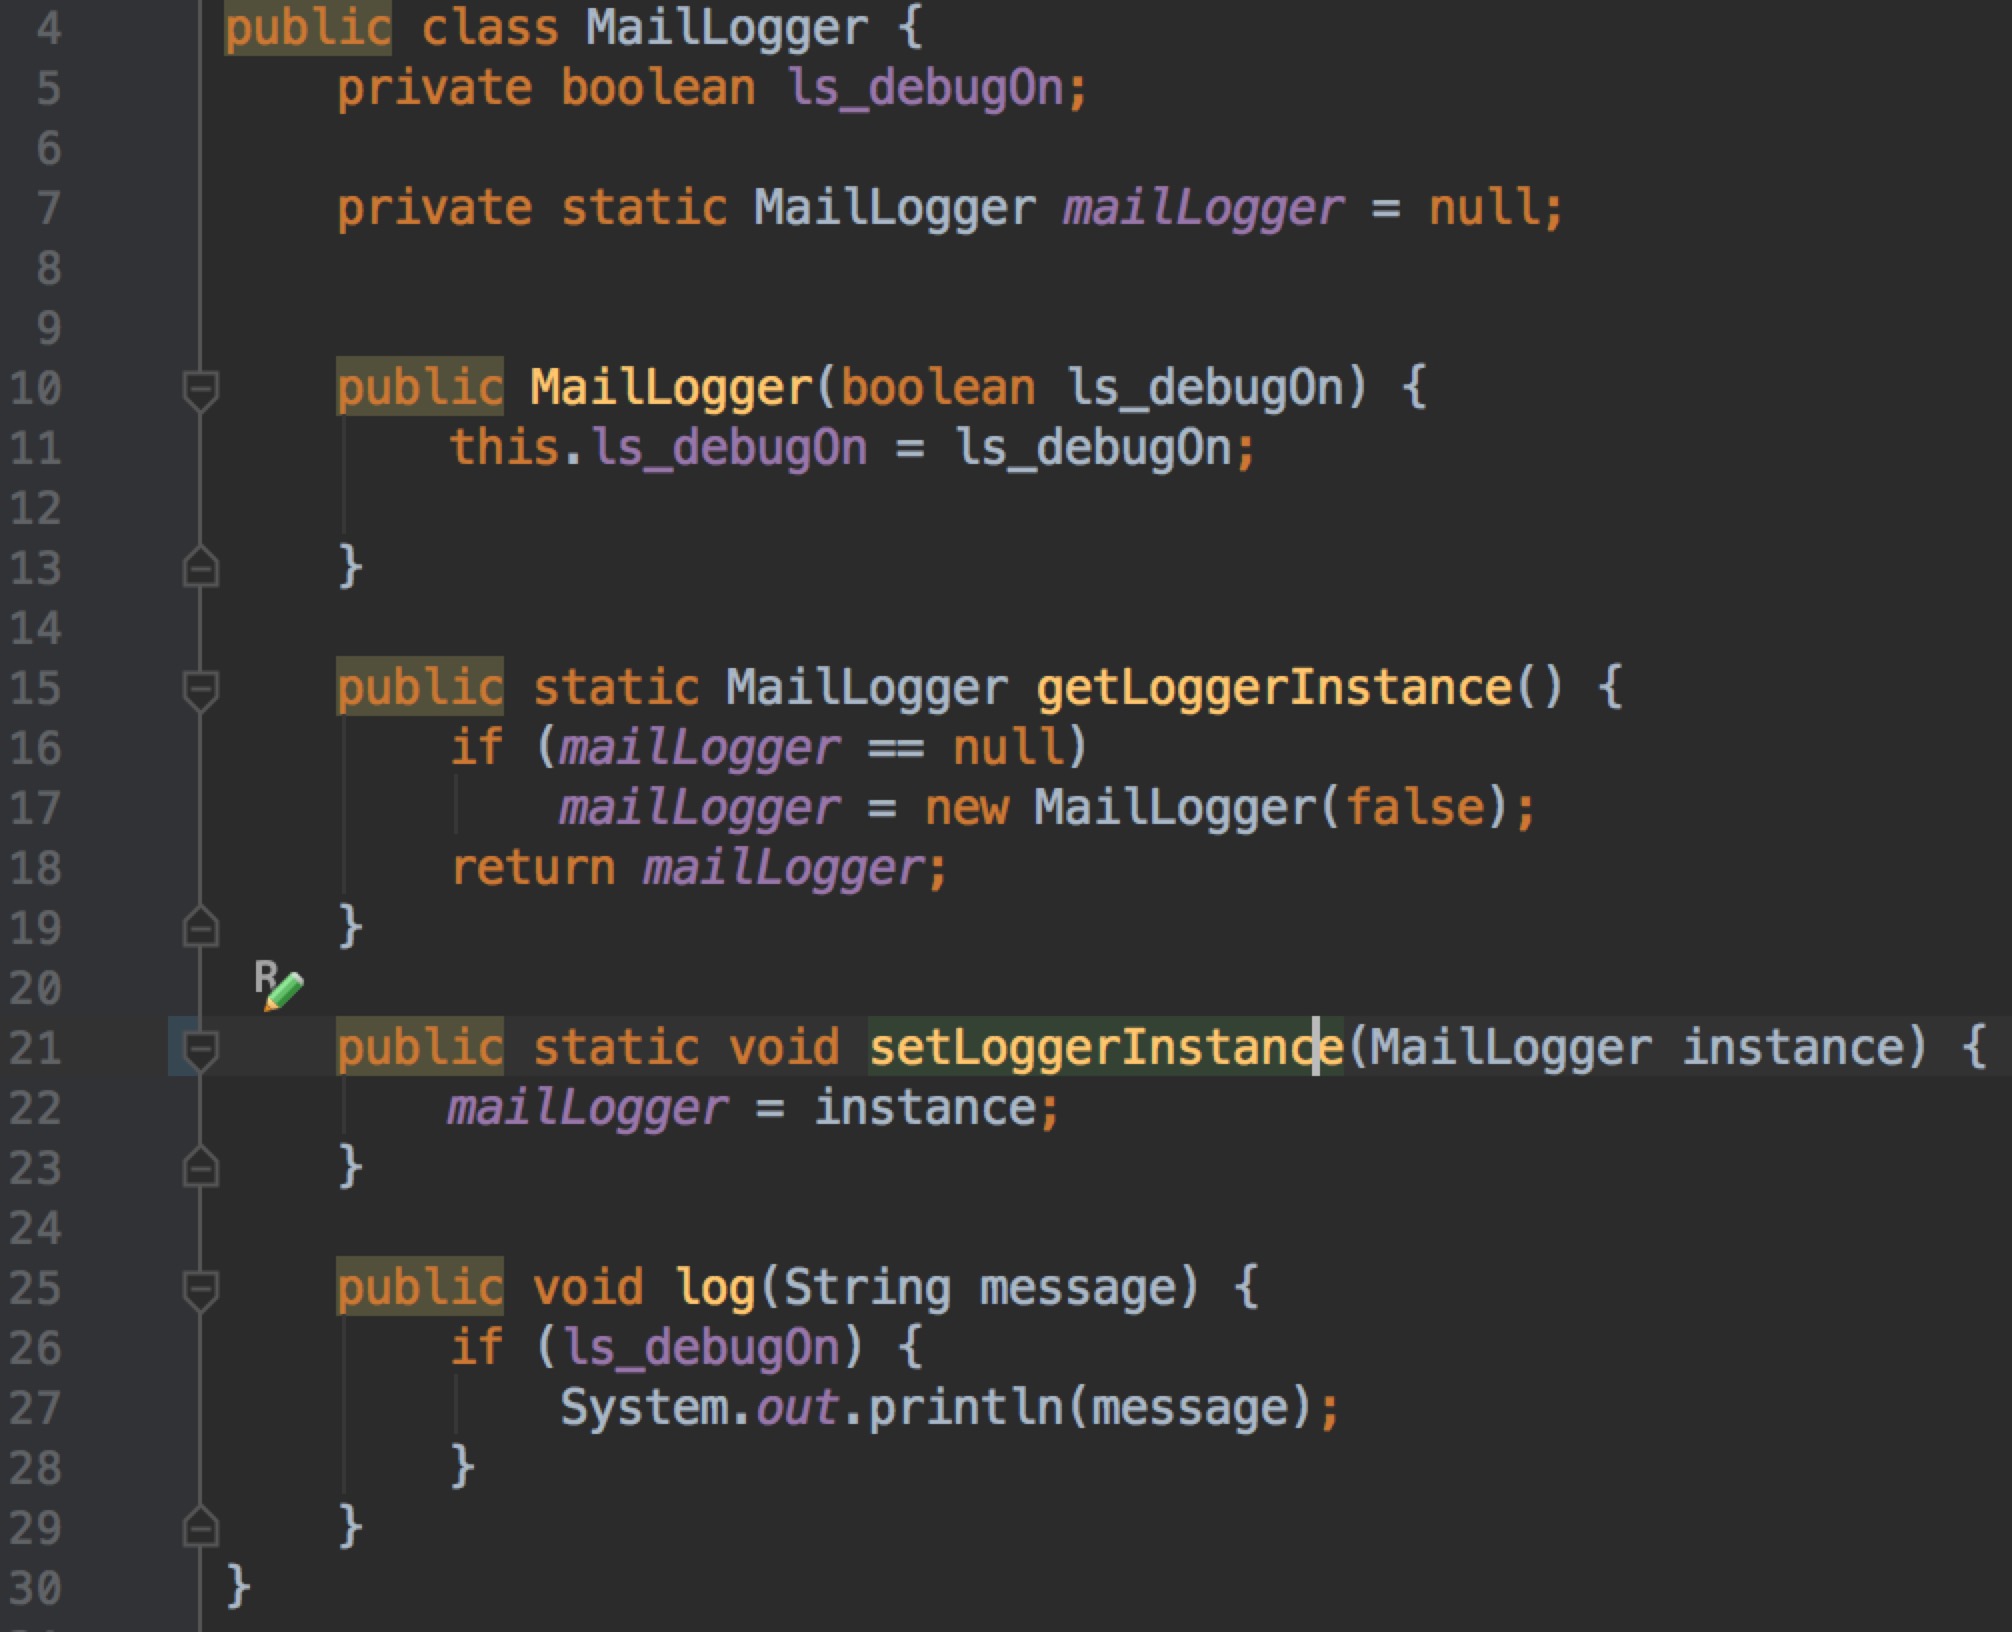 4 public class MailLogger {
5 private boolean ls_debugOn;
6
7 private static MailLogger mailLogger = null;
8
9
10 public MailLogger(boolean ls_debugOn) {
11 this.ls_debugOn = ls_debugOn;
12
13 }
14
15 public static MailLogger getLoggerInstance() {
16 if (mailLogger == null)
17 mailLogger = new MailLogger(false);
18 return mailLogger;
19 }
20 R
21 public static void setLoggerInstance(MailLogger instance) {
22 mailLogger = instance;
23 }
24
25 public void log(String message) {
26 if (ls_debugOn) {
27 System.out.println(message);
28 }
29 }
30 }